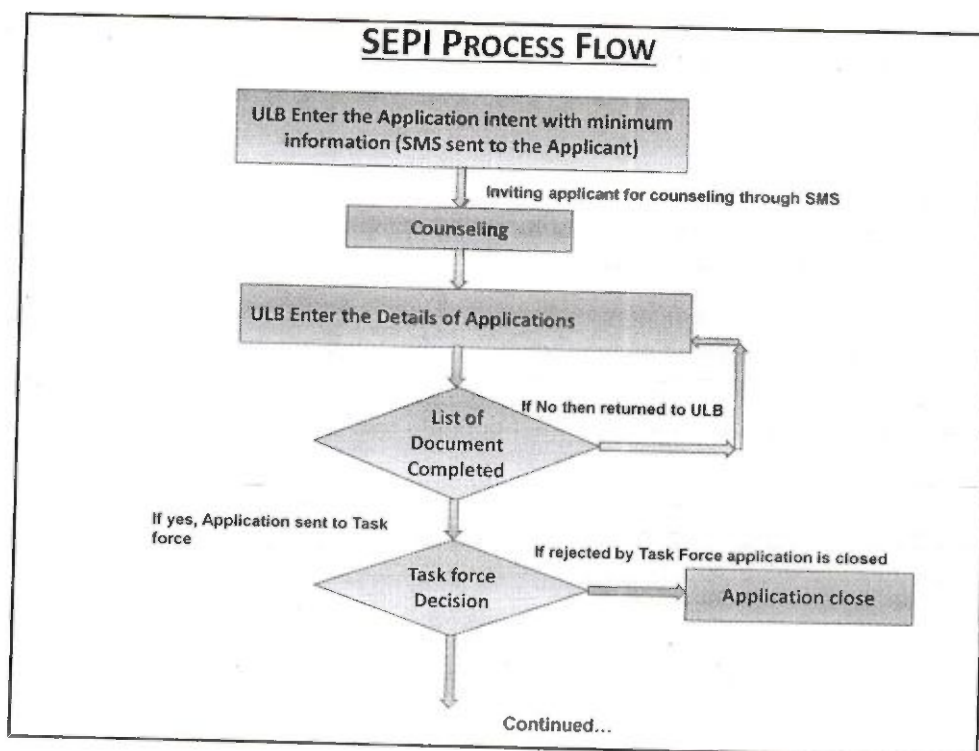 SEPI PROCESS FLOW
ULB Enter the Application intent with minimum
information (SMS sent to the Applicant)
Inviting applicant for counseling through SMS
Counseling
ULB Enter the Details of Applications
If No then returned to ULB
List of
Document
Completed
If yes, Application sent to Task
force
If rejected by Task Force application is closed
Task force
Decision
Application close
Continued...